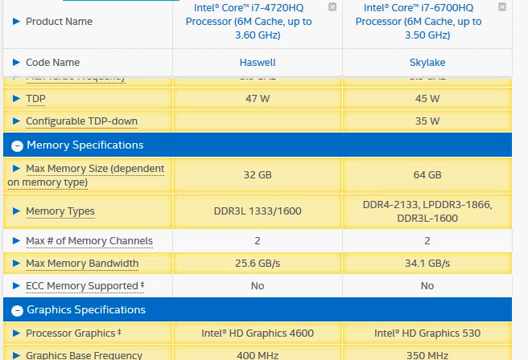 Intel® Core™ i7-4720HQ Intel® Core™ i7-6700HQ
Product Name Processor (6M Cache, up to Processor (6M Cache, up to
3.60 GHz) 3.50 GHz)
Code Name Haswell Skylake
TDP 47 W 45 W
Configurable TDP-down 35 W
Memory Specifications
Max Memory Size (dependent
on memory type) 32 GB 64 GB
Memory Types DDR3L 1333/1600 DDR4-2133, LPDDR3-1866,
DDR3L-1600
Max # of Memory Channels 2 2
Max Memory Bandwidth 25.6 GB/s 34.1 GB/s
ECC Memory Supported ‡ No No
Graphics Specifications
Processor Graphics ‡ Intel® HD Graphics 4600 Intel® HD Graphics 530
Graphics Base Frequency 400 MHz 350 MHz